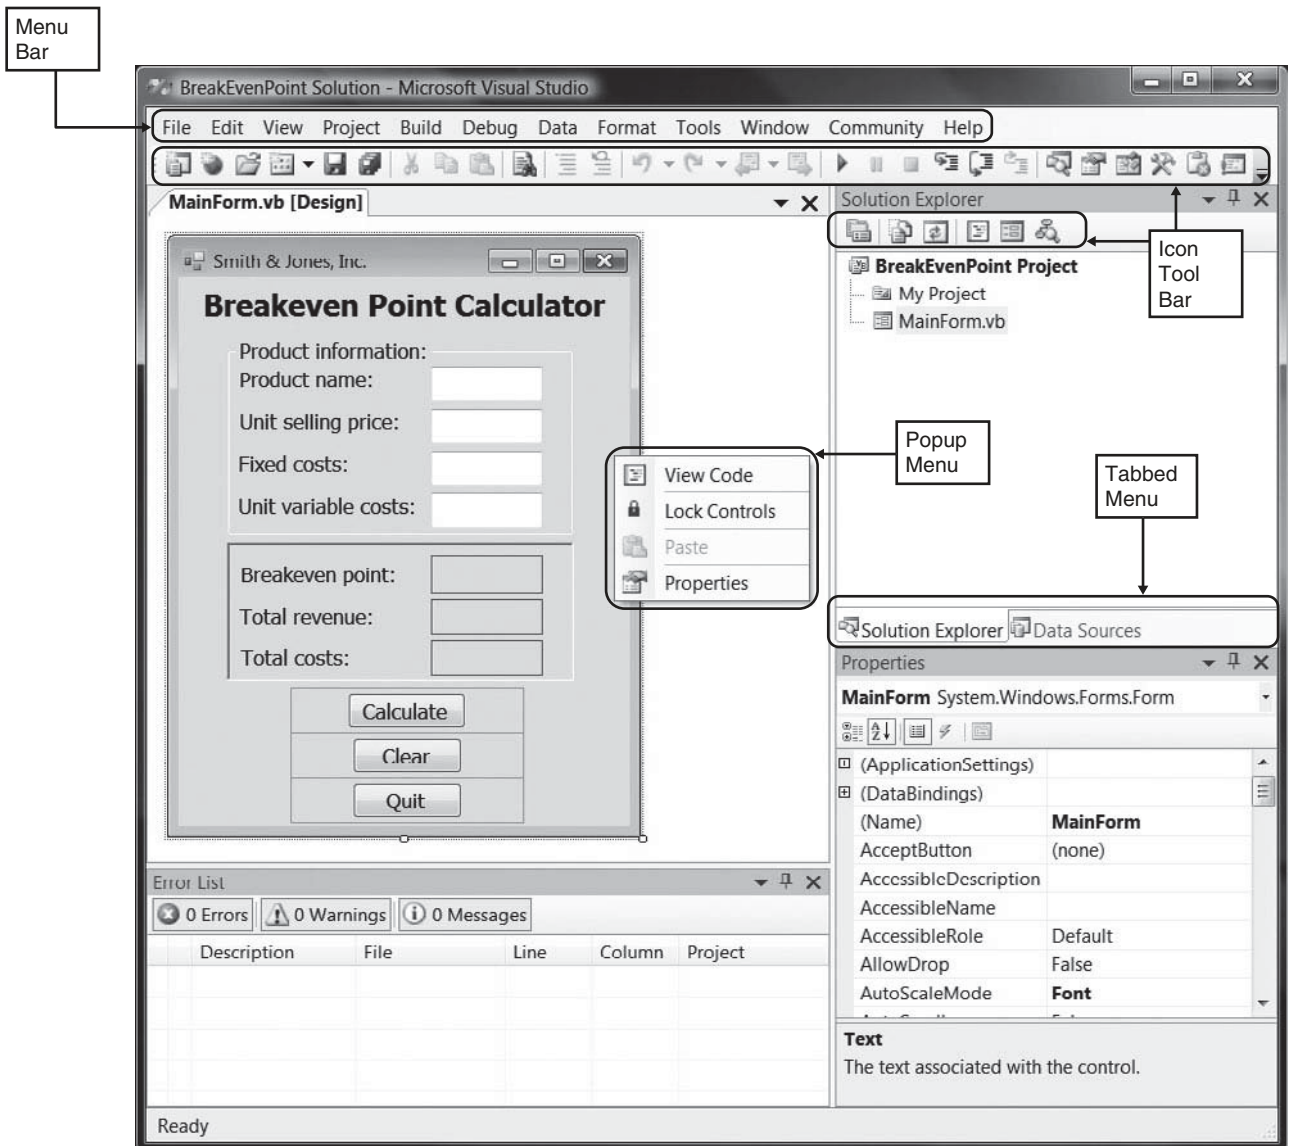 Menu
Bar
BreakEvenPoint Solution - Microsoft Visual Studio
File Edit View Project Build Debug Data Format Tools Window Community Help
MainForm.vb [Design]
Solution Explorer
Smith & Jones, Inc.
Icon
Tool
Bar
BreakEvenPoint Project
My Project
MainForm.vb
Breakeven Point Calculator
Product information:
Product name:
Unit selling price:
Fixed costs:
Unit variable costs:
Popup
Menu
View Code
Lock Controls
Paste
Properties
Tabbed
Menu
Breakeven point:
Total revenue:
Total costs:
Calculate
Clear
Quit
Solution Explorer Data Sources
Properties
MainForm System.Windows.Forms.Form
(ApplicationSettings)
(DataBindings)
(Name) MainForm
AcceptButton (none)
AccessibleDescription
AccessibleName
AccessibleRole Default
AllowDrop False
AutoScaleMode Font
Text
The text associated with the control.
Error List
0 Errors 0 Warnings 0 Messages
Description File Line Column Project
Ready